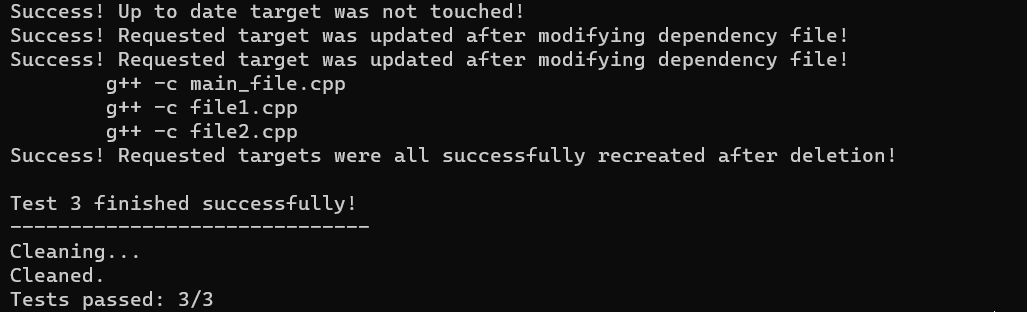 Success! Up to date target was not touched!
Success! Requested target was updated after modifying dependency file!
Success! Requested target was updated after modifying dependency file!
        g++ -c main_file.cpp
        g++ -c file1.cpp
        g++ -c file2.cpp
Success! Requested targets were all successfully recreated after deletion!

Test 3 finished successfully!
------------------------------
Cleaning...
Cleaned.
Tests passed: 3/3